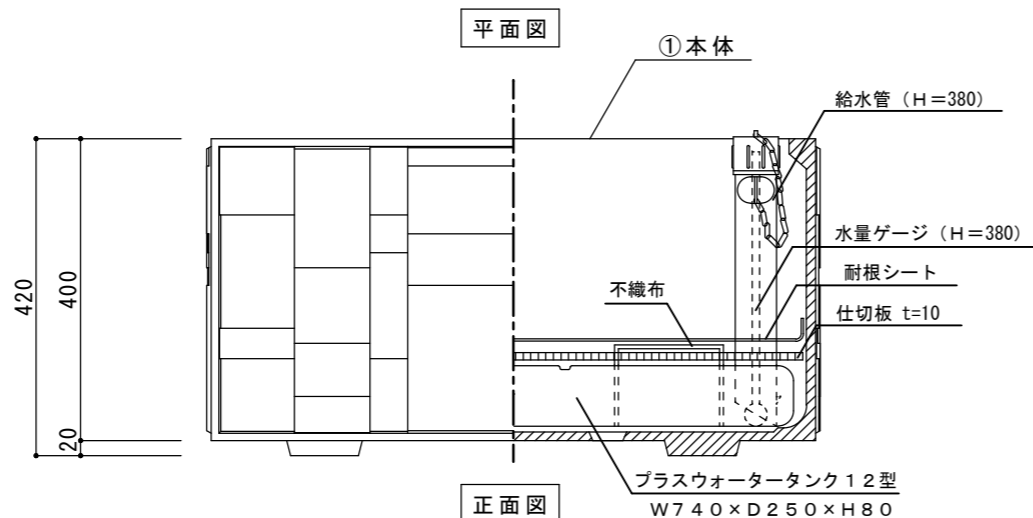 平面図
①本体
給水管（H＝380）
水量ゲージ（H＝380）
耐根シート
不織布
仕切板 t=10
420
400
20
プラスウォータータンク１２型
W７４０×D２５０×H８０
正面図